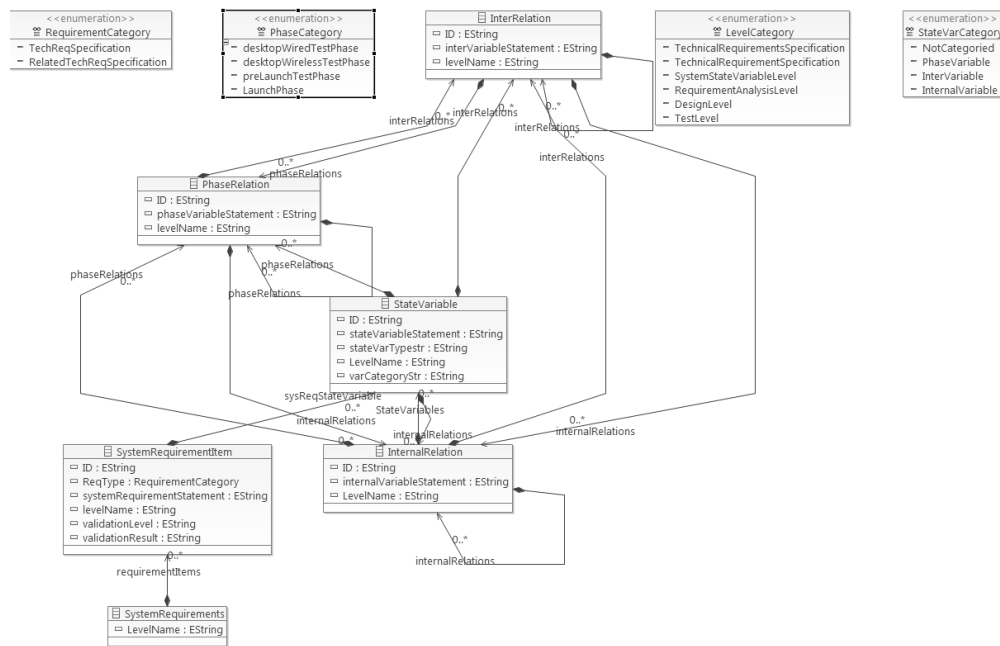 <<enumeration>>
RequirementCategory
TechReqSpecification
RelatedTechReqSpecification
<<enumeration>>
PhaseCategory
desktopWiredTestPhase
desktopWirelessTestPhase
preLaunchTestPhase
LaunchPhase
InterRelation
ID : EString
interVariableStatement : EString
levelName : EString
<<enumeration>>
LevelCategory
TechnicalRequirementsSpecification
TechnicalRequirementSpecification
SystemStateVariableLevel
RequirementAnalysisLevel
DesignLevel
TestLevel
<<enumeration>>
StateVarCategory
NotCategoried
PhaseVariable
InterVariable
InternalVariable
0..*
interRelations
0..*
interRelations
0..*
interRelations
0..*
interRelations
0..*
phaseRelations
PhaseRelation
ID : EString
phaseVariableStatement : EString
levelName : EString
phaseRelations
0..*
0..*
phaseRelations
0..*
phaseRelations
StateVariable
ID : EString
stateVariableStatement : EString
stateVarTypestr : EString
LevelName : EString
varCategoryStr : EString
sysReqStateVariable
0..*
0..*
StateVariables
internalRelations
0..*
internalRelations
0..*
0..*
internalRelations
SystemRequirementItem
ID : EString
ReqType : RequirementCategory
systemRequirementStatement : EString
levelName : EString
validationLevel : EString
validationResult : EString
InternalRelation
ID : EString
internalVariableStatement : EString
LevelName : EString
0..*
internalRelations
0..*
requirementItems
SystemRequirements
LevelName : EString